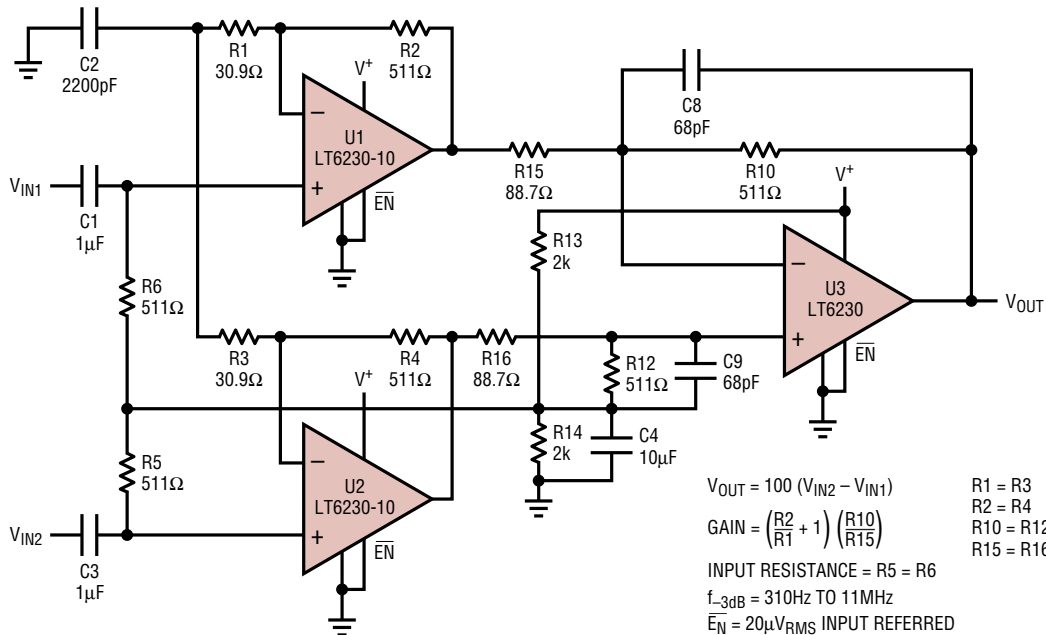 C2
2200pF
R1
30.9Ω
R2
511Ω
V+
−
U1
LT6230-10
+
EN
VIN1
C1
1µF
R6
511Ω
R15
88.7Ω
C8
68pF
R10
511Ω
V+
R13
2k
−
U3
LT6230
+
EN
VOUT
R3
30.9Ω
R4
511Ω
R16
88.7Ω
R12
511Ω
C9
68pF
V+
R14
2k
C4
10µF
R5
511Ω
−
U2
LT6230-10
+
EN
VIN2
C3
1µF
VOUT = 100 (VIN2 – VIN1)
GAIN = (R2/R1 + 1) (R10/R15)
INPUT RESISTANCE = R5 = R6
f–3dB = 310Hz TO 11MHz
EN = 20µVRMS INPUT REFERRED
R1 = R3
R2 = R4
R10 = R12
R15 = R16